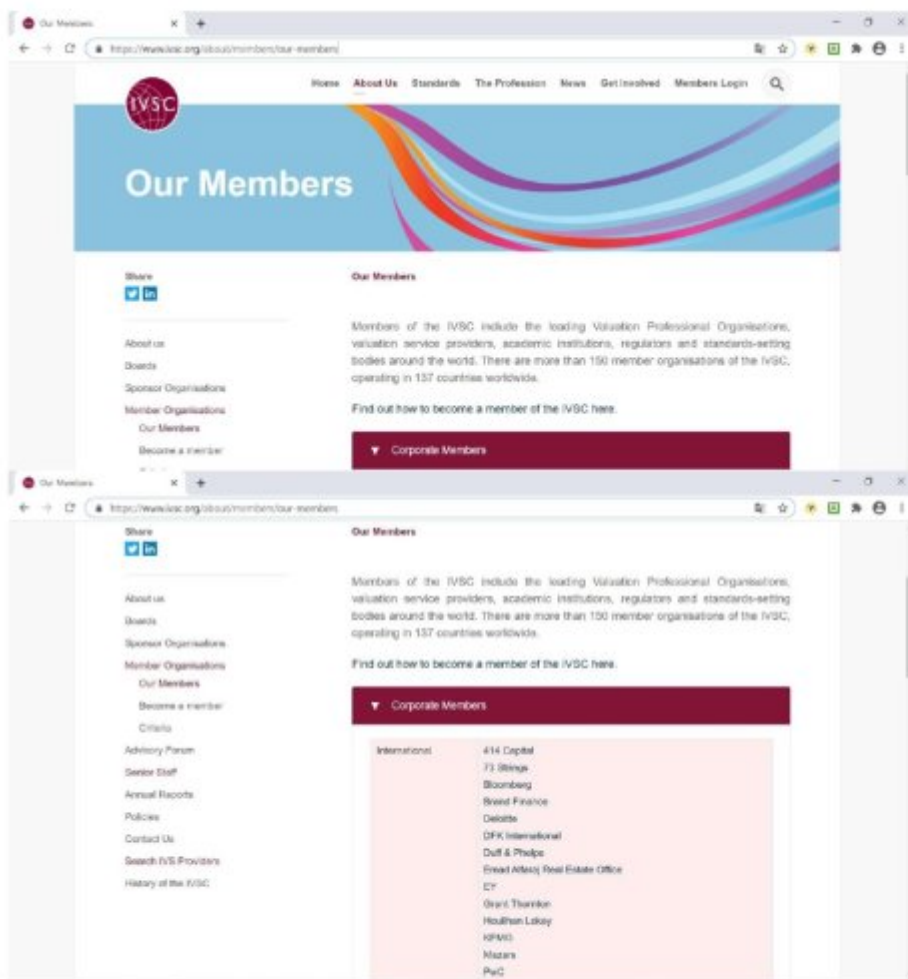 Our Members
https://www.ivsc.org/about/members/our-members
IVSC
Home About Us Standards The Profession News Get Involved Members Login
Our Members
Share
About us
Boards
Sponsor Organisations
Member Organisations
Our Members
Become a member
Our Members
Members of the IVSC include the leading Valuation Professional Organisations,
valuation service providers, academic institutions, regulators and standards-setting
bodies around the world. There are more than 150 member organisations of the IVSC,
operating in 137 countries worldwide.
Find out how to become a member of the IVSC here.
Corporate Members
Our Members
https://www.ivsc.org/about/members/our-members
Share
About us
Boards
Sponsor Organisations
Member Organisations
Our Members
Become a member
Criteria
Advisory Forum
Senior Staff
Annual Reports
Policies
Contact Us
Search IVS Providers
History of the IVSC
Our Members
Members of the IVSC include the leading Valuation Professional Organisations,
valuation service providers, academic institutions, regulators and standards-setting
bodies around the world. There are more than 150 member organisations of the IVSC,
operating in 137 countries worldwide.
Find out how to become a member of the IVSC here.
Corporate Members
International
414 Capital
73 Strings
Bloomberg
Brand Finance
Deloitte
DFK International
Duff & Phelps
Emad Alfaraj Real Estate Office
EY
Grant Thornton
Houlihan Lokey
KPMG
Mazars
PwC